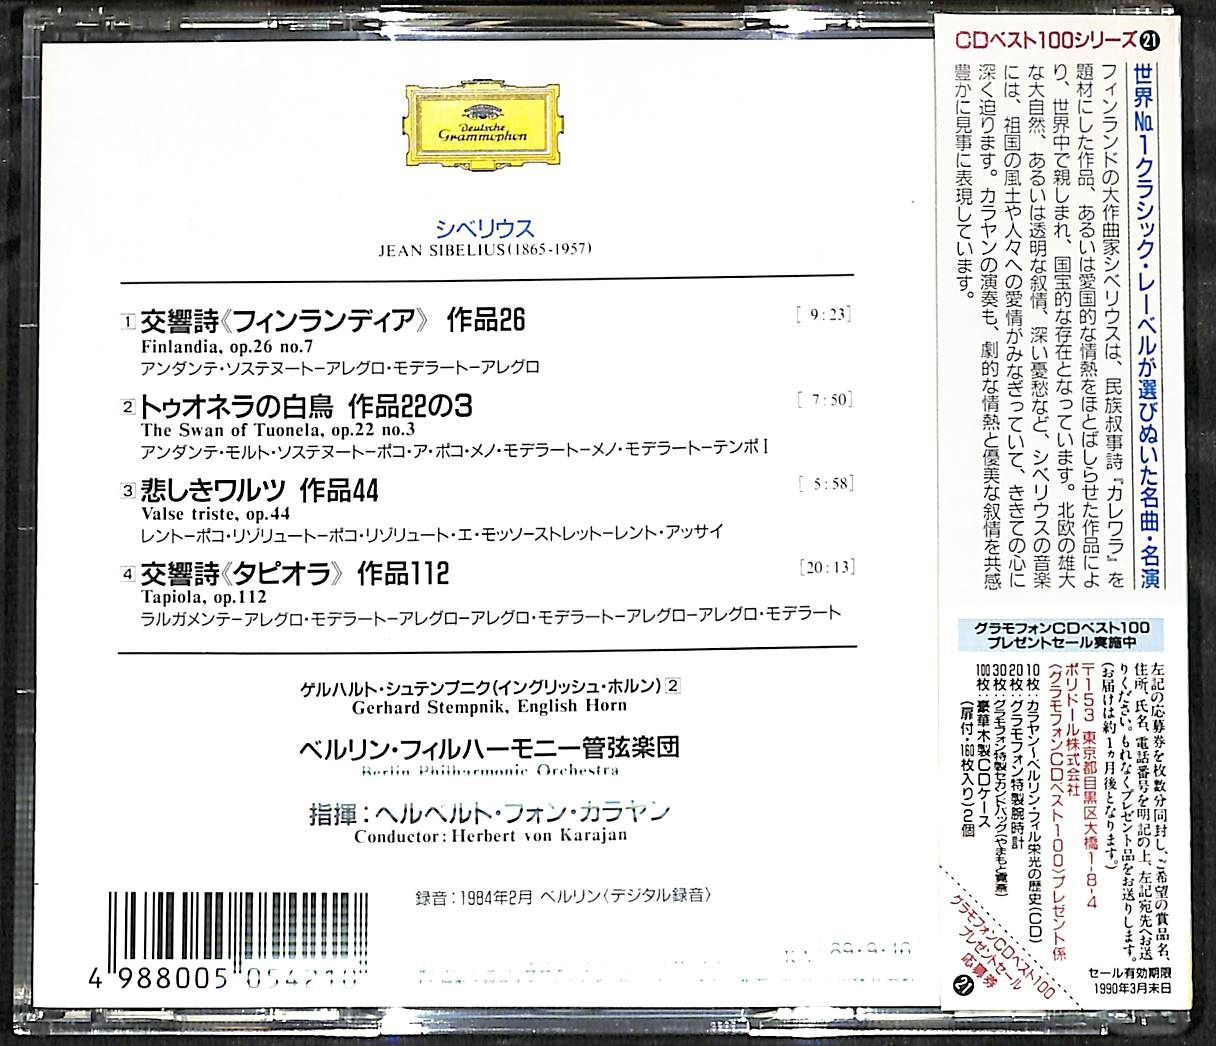 Deutsche
Grammophon
シベリウス
JEAN SIBELIUS(1865-1957)
1 交響詩《フィンランディア》 作品26 [ 9:23]
Finlandia, op.26 no.7
アンダンテ・ソステヌートーアレグロ・モデラートーアレグロ
2 トゥオネラの白鳥 作品22の3 [ 7:50]
The Swan of Tuonela, op.22 no.3
アンダンテ・モルト・ソステヌートーポコ・ア・ポコ・メノ・モデラートーメノ・モデラートーテンポI
3 悲しきワルツ 作品44 [ 5:58]
Valse triste, op.44
レントーポコ・リゾリュートーポコ・リゾリュート・エ・モッソーストレットーレント・アッサイ
4 交響詩《タピオラ》 作品112 [20:13]
Tapiola, op.112
ラルガメンテーアレグロ・モデラートーアレグローアレグロ・モデラートーアレグローアレグロ・モデラート
ゲルハルト・シュテンプニク(イングリッシュ・ホルン) 2
Gerhard Stempnik, English Horn
ベルリン・フィルハーモニー管弦楽団
Berlin Philharmonic Orchestra
指揮:ヘルベルト・フォン・カラヤン
Conductor: Herbert von Karajan
録音:1984年2月 ベルリン〈デジタル録音〉
4 988005 054210
89・9・16
CDベスト100シリーズ21
世界No.1クラシック・レーベルが選びぬいた名曲・名演
フィンランドの大作曲家シベリウスは、民族叙事詩『カレワラ』を
題材にした作品、あるいは愛国的な情熱をほとばしらせた作品によ
り、世界中で親しまれ、国宝的な存在となっています。北欧の雄大
な大自然、あるいは透明な叙情、深い憂愁など、シベリウスの音楽
には、祖国の風土や人々への愛情がみなぎっていて、ききての心に
深く迫ります。カラヤンの演奏も、劇的な情熱と優美な叙情を共感
豊かに見事に表現しています。
グラモフォンCDベスト100
プレゼントセール実施中
左記の応募券を枚数分同封し、ご希望の賞品名、
住所、氏名、電話番号を明記の上、左記宛先へお送
りください。もれなくプレゼント品をお送りします。
(お届けは約1ヵ月後となります。)
〒153 東京都目黒区大橋1-8-4
ポリドール株式会社
〈グラモフォンCDベスト100〉プレゼント係
10枚:カラヤン〜ベルリン・フィル栄光の歴史(CD)
20枚:グラモフォン特製腕時計
30枚:グラモフォン特製セカンドバッグ(やまもと寛斎)
100枚:豪華木製CDケース
(扉付・160枚入り)2個
セール有効期限
1990年3月末日
グラモフォンCDベスト100
プレゼントセール
応募券
21